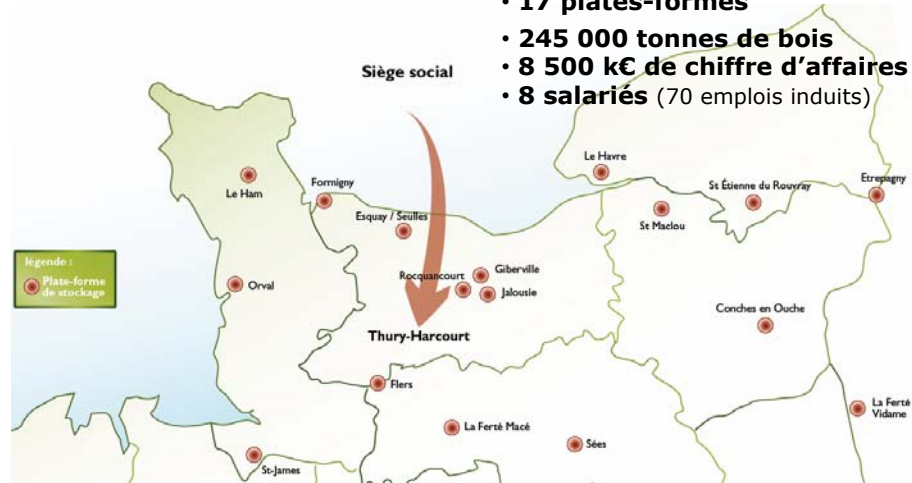 • 17 plates-formes
• 245 000 tonnes de bois
• 8 500 k€ de chiffre d'affaires
• 8 salariés (70 emplois induits)
Siège social
Le Havre
Le Ham
Formigny
St Étienne du Rouvray
Etrepagny
Esquay / Seulles
St Maclou
légende :
Plate-forme
de stockage
Orval
Rocquancourt
Giberville
Jalousie
Conches en Ouche
Thury-Harcourt
Flers
La Ferté
Vidame
La Ferté Macé
Sées
St-James